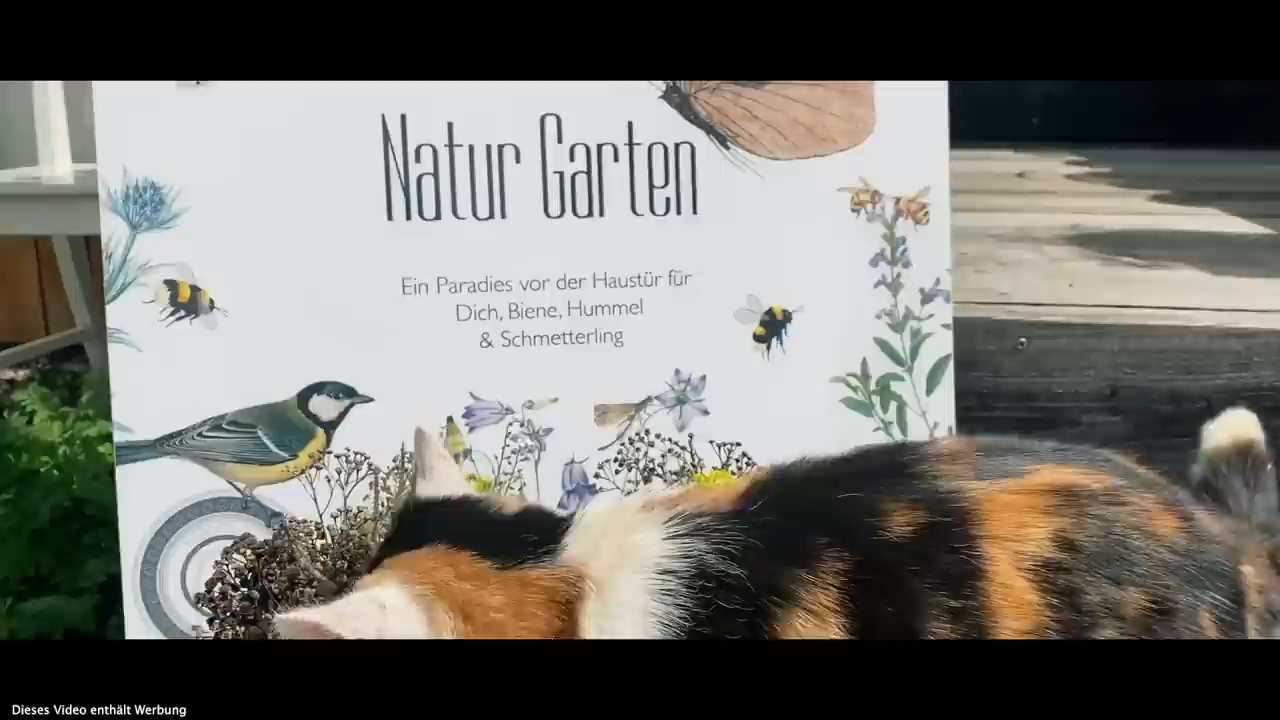 Natur Garten
Ein Paradies vor der Haustür für
Dich, Biene, Hummel
& Schmetterling
Dieses Video enthält Werbung